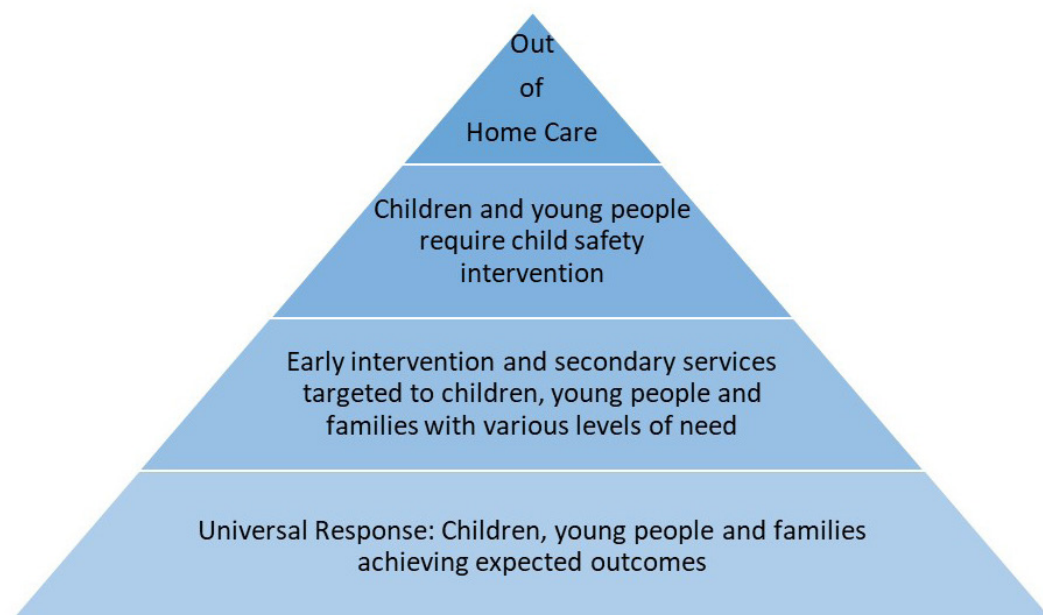 Out
of
Home Care
Children and young people
require child safety
intervention
Early intervention and secondary services
targeted to children, young people and
families with various levels of need
Universal Response: Children, young people and families
achieving expected outcomes